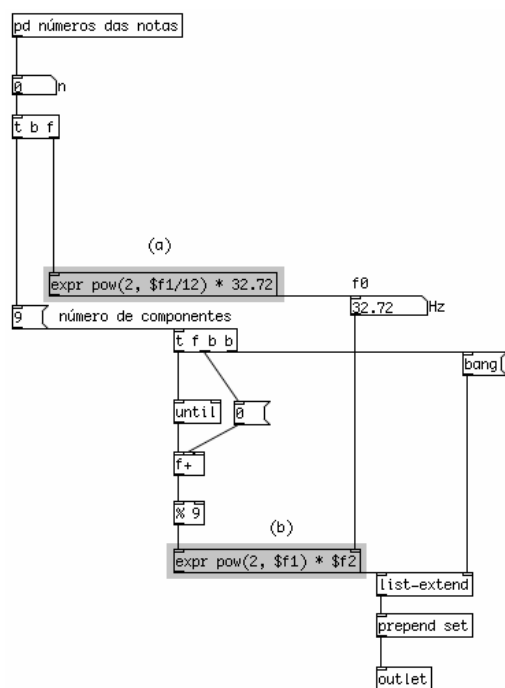 pd números das notas
0 n
t b f
(a)
expr pow(2, $f1/12) * 32.72
f0
9 número de componentes
32.72 Hz
t f b b
bang
until
0
f+
% 9
(b)
expr pow(2, $f1) * $f2
list-extend
prepend set
outlet